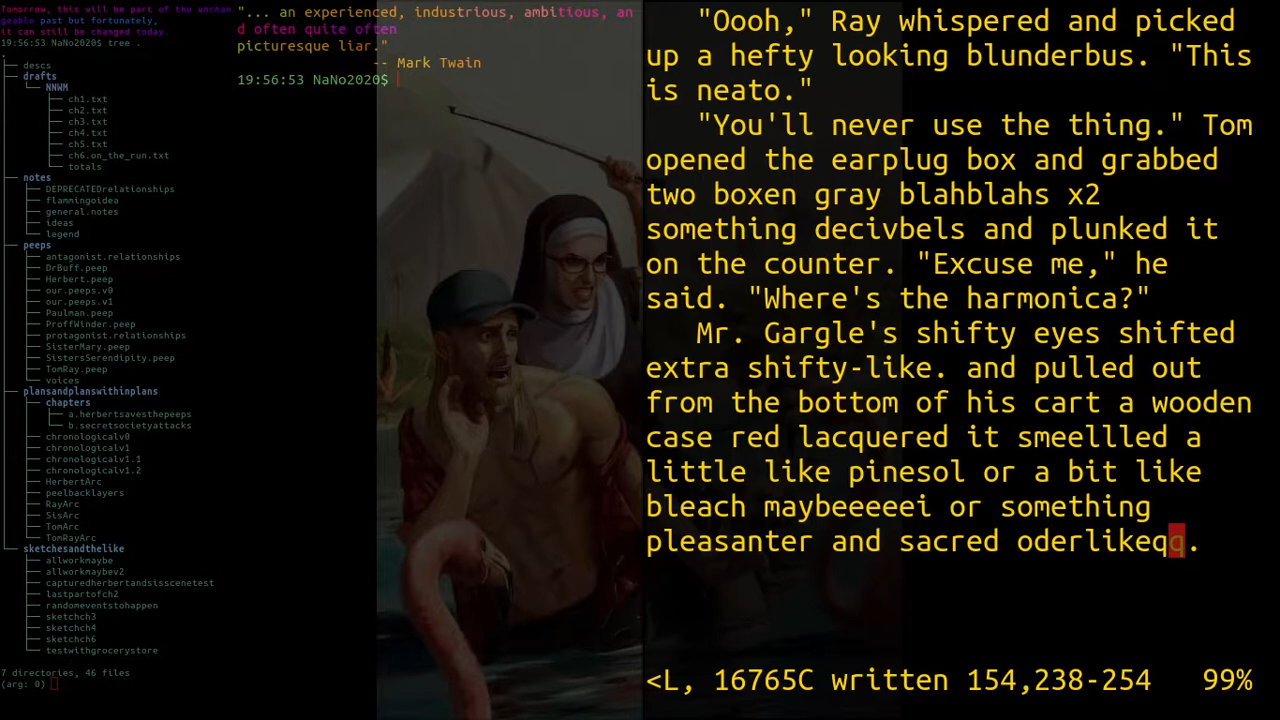 Tomorrow, this will be part of the unchan
geable past but fortunately,
it can still be changed today.
19:56:53 NaNo2020$ tree .
.
├── descs
├── drafts
│   └── NNWM
│       ├── ch1.txt
│       ├── ch2.txt
│       ├── ch3.txt
│       ├── ch4.txt
│       ├── ch5.txt
│       ├── ch6.on_the_run.txt
│       └── totals
├── notes
│   ├── DEPRECATEDrelationships
│   ├── flammingoidea
│   ├── general.notes
│   ├── ideas
│   └── legend
├── peeps
│   ├── antagonist.relationships
│   ├── DrBuff.peep
│   ├── Herbert.peep
│   ├── our.peeps.v0
│   ├── our.peeps.v1
│   ├── Paulman.peep
│   ├── ProffWinder.peep
│   ├── protagonist.relationships
│   ├── SisterMary.peep
│   ├── SistersSerendipity.peep
│   ├── TomRay.peep
│   └── voices
├── plansandplanswithinplans
│   ├── chapters
│   │   ├── a.herbertsavesthepeeps
│   │   └── b.secretsocietyattacks
│   ├── chronologicalv0
│   ├── chronologicalv1
│   ├── chronologicalv1.1
│   ├── chronologicalv1.2
│   ├── HerbertArc
│   ├── peelbacklayers
│   ├── RayArc
│   ├── SisArc
│   ├── TomArc
│   └── TomRayArc
└── sketchesandthelike
    ├── allworkmaybe
    ├── allworkmaybev2
    ├── capturedherbertandsisscenetest
    ├── lastpartofch2
    ├── randomeventstohappen
    ├── sketchch3
    ├── sketchch4
    ├── sketchch6
    └── testwithgrocerystore
7 directories, 46 files
(arg: 0)
"... an experienced, industrious, ambitious, an
d often quite often
picturesque liar."
-- Mark Twain
19:56:53 NaNo2020$
"Oooh," Ray whispered and picked
up a hefty looking blunderbus. "This
is neato."
"You'll never use the thing." Tom
opened the earplug box and grabbed
two boxen gray blahblahs x2
something decivbels and plunked it
on the counter. "Excuse me," he
said. "Where's the harmonica?"
Mr. Gargle's shifty eyes shifted
extra shifty-like. and pulled out
from the bottom of his cart a wooden
case red lacquered it smeellled a
little like pinesol or a bit like
bleach maybeeeeei or something
pleasanter and sacred oderlikeqq.
<L, 16765C written 154,238-254 99%